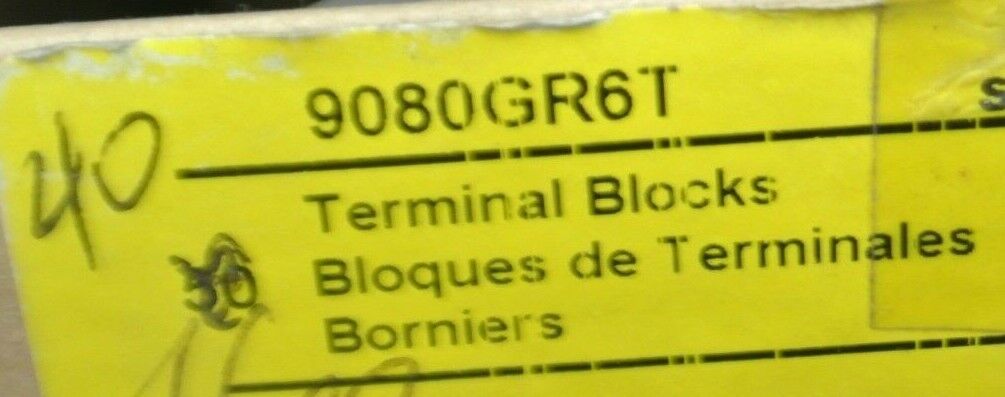 9080GR6T
40
Terminal Blocks
Bloques de Terminales
Borniers